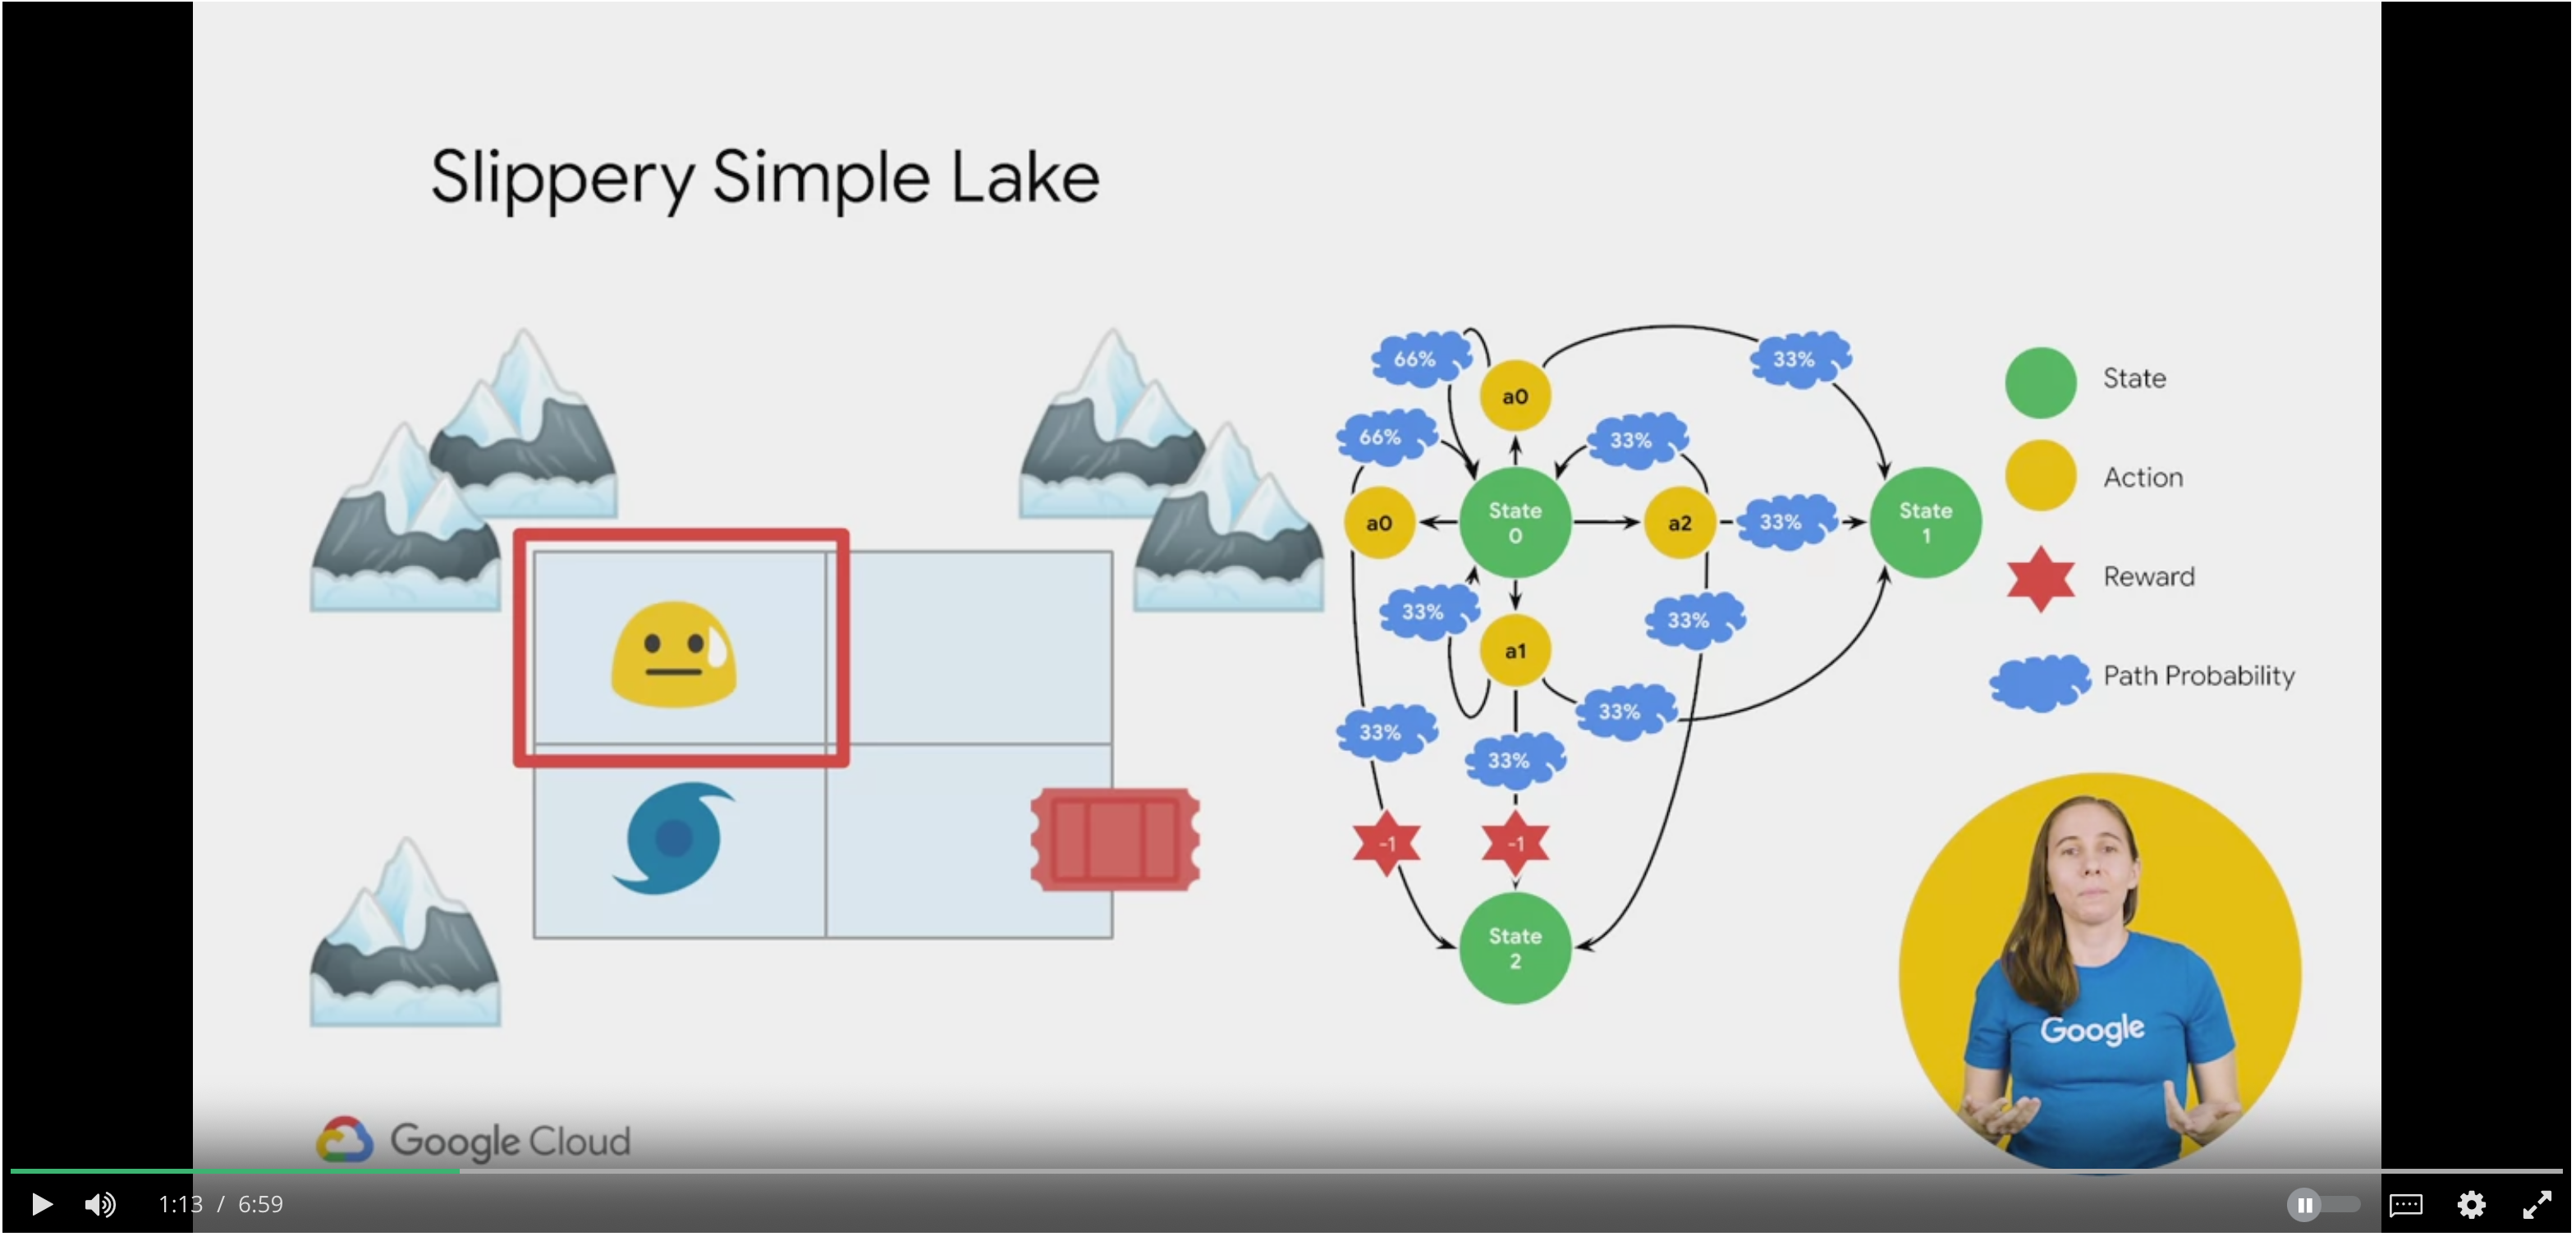 Slippery Simple Lake
66%
33%
a0
66%
33%
a0
State
0
a2
33%
State
1
33%
a1
33%
33%
33%
33%
-1
-1
State
2
State
Action
Reward
Path Probability
Google
Google Cloud
1:13 / 6:59